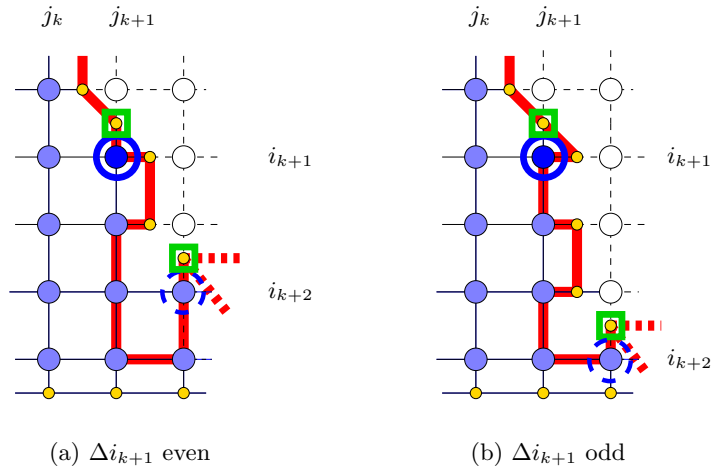 j_k j_{k+1} j_k j_{k+1}
i_{k+1} i_{k+1}
i_{k+2}
i_{k+2}
(a) Δi_{k+1} even (b) Δi_{k+1} odd